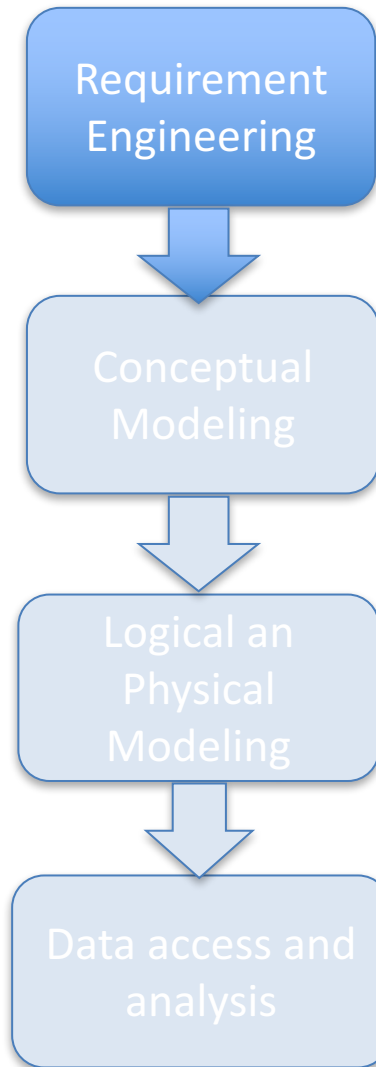 Requirement
Engineering
Conceptual
Modeling
Logical an
Physical
Modeling
Data access and
analysis